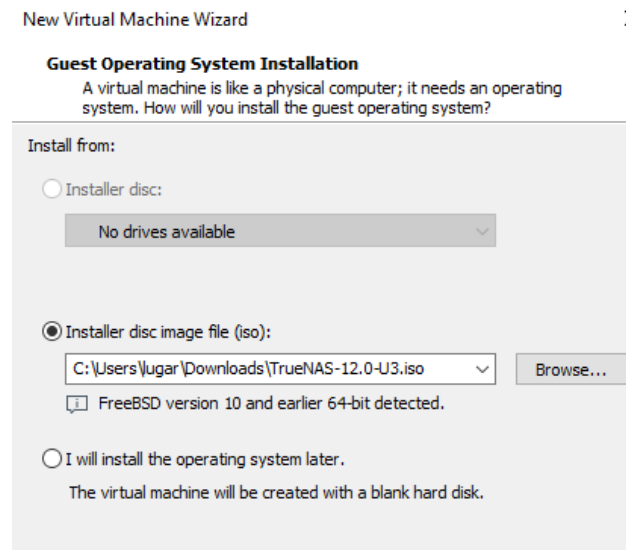 New Virtual Machine Wizard
Guest Operating System Installation
A virtual machine is like a physical computer; it needs an operating
system. How will you install the guest operating system?
Install from:
Installer disc:
No drives available
Installer disc image file (iso):
C:\Users\lugar\Downloads\TrueNAS-12.0-U3.iso
Browse...
FreeBSD version 10 and earlier 64-bit detected.
I will install the operating system later.
The virtual machine will be created with a blank hard disk.